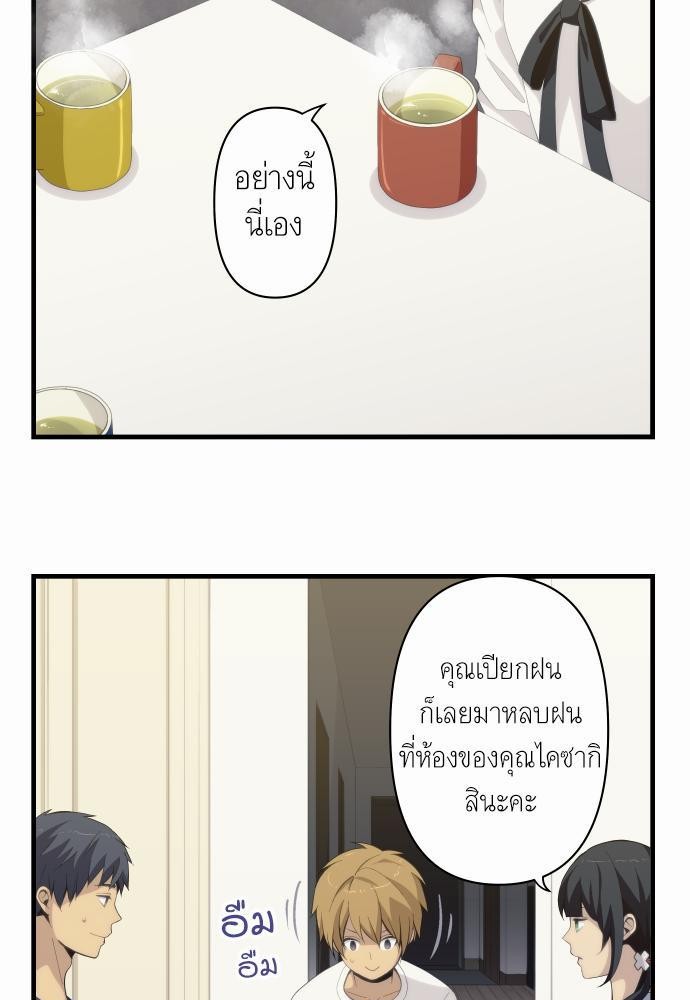 อย่างนี้
นี่เอง
คุณเปียกฝน
ก็เลยมาหลบฝน
ที่ห้องของคุณไคซากิ
สินะคะ
อืม
อืม